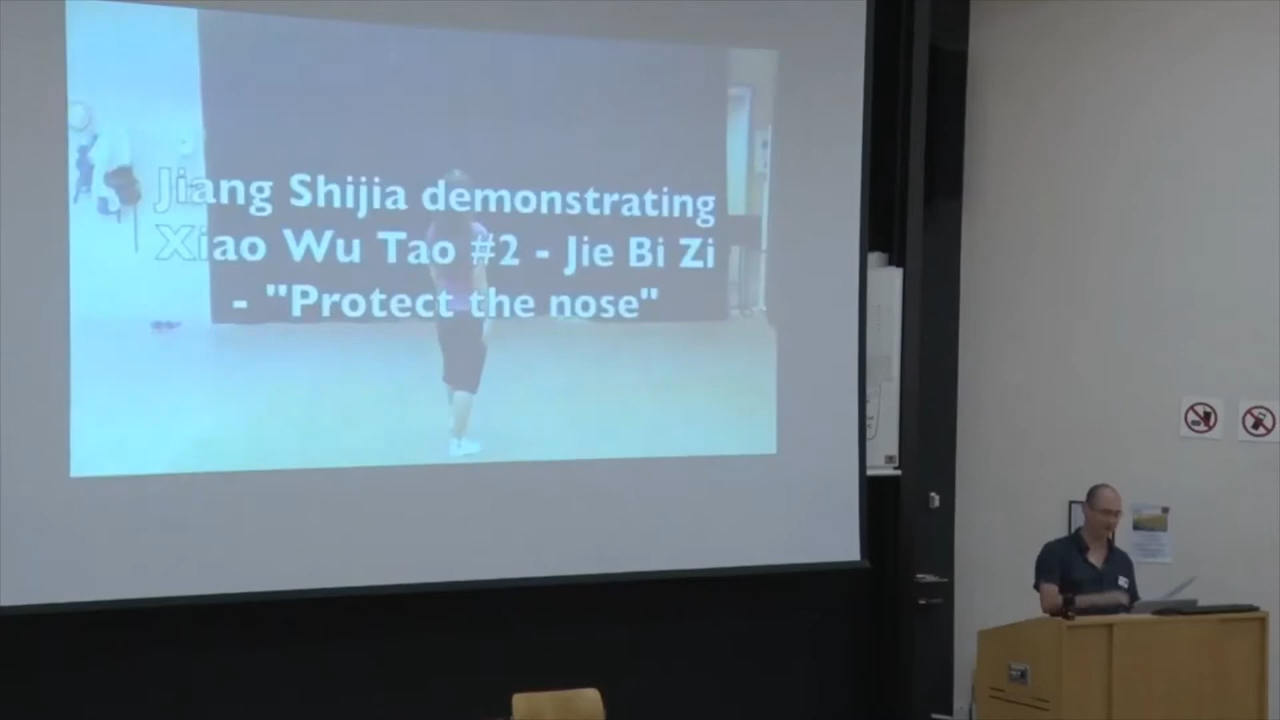 Jiang Shijia demonstrating
Xiao Wu Tao #2 - Jie Bi Zi
- "Protect the nose"